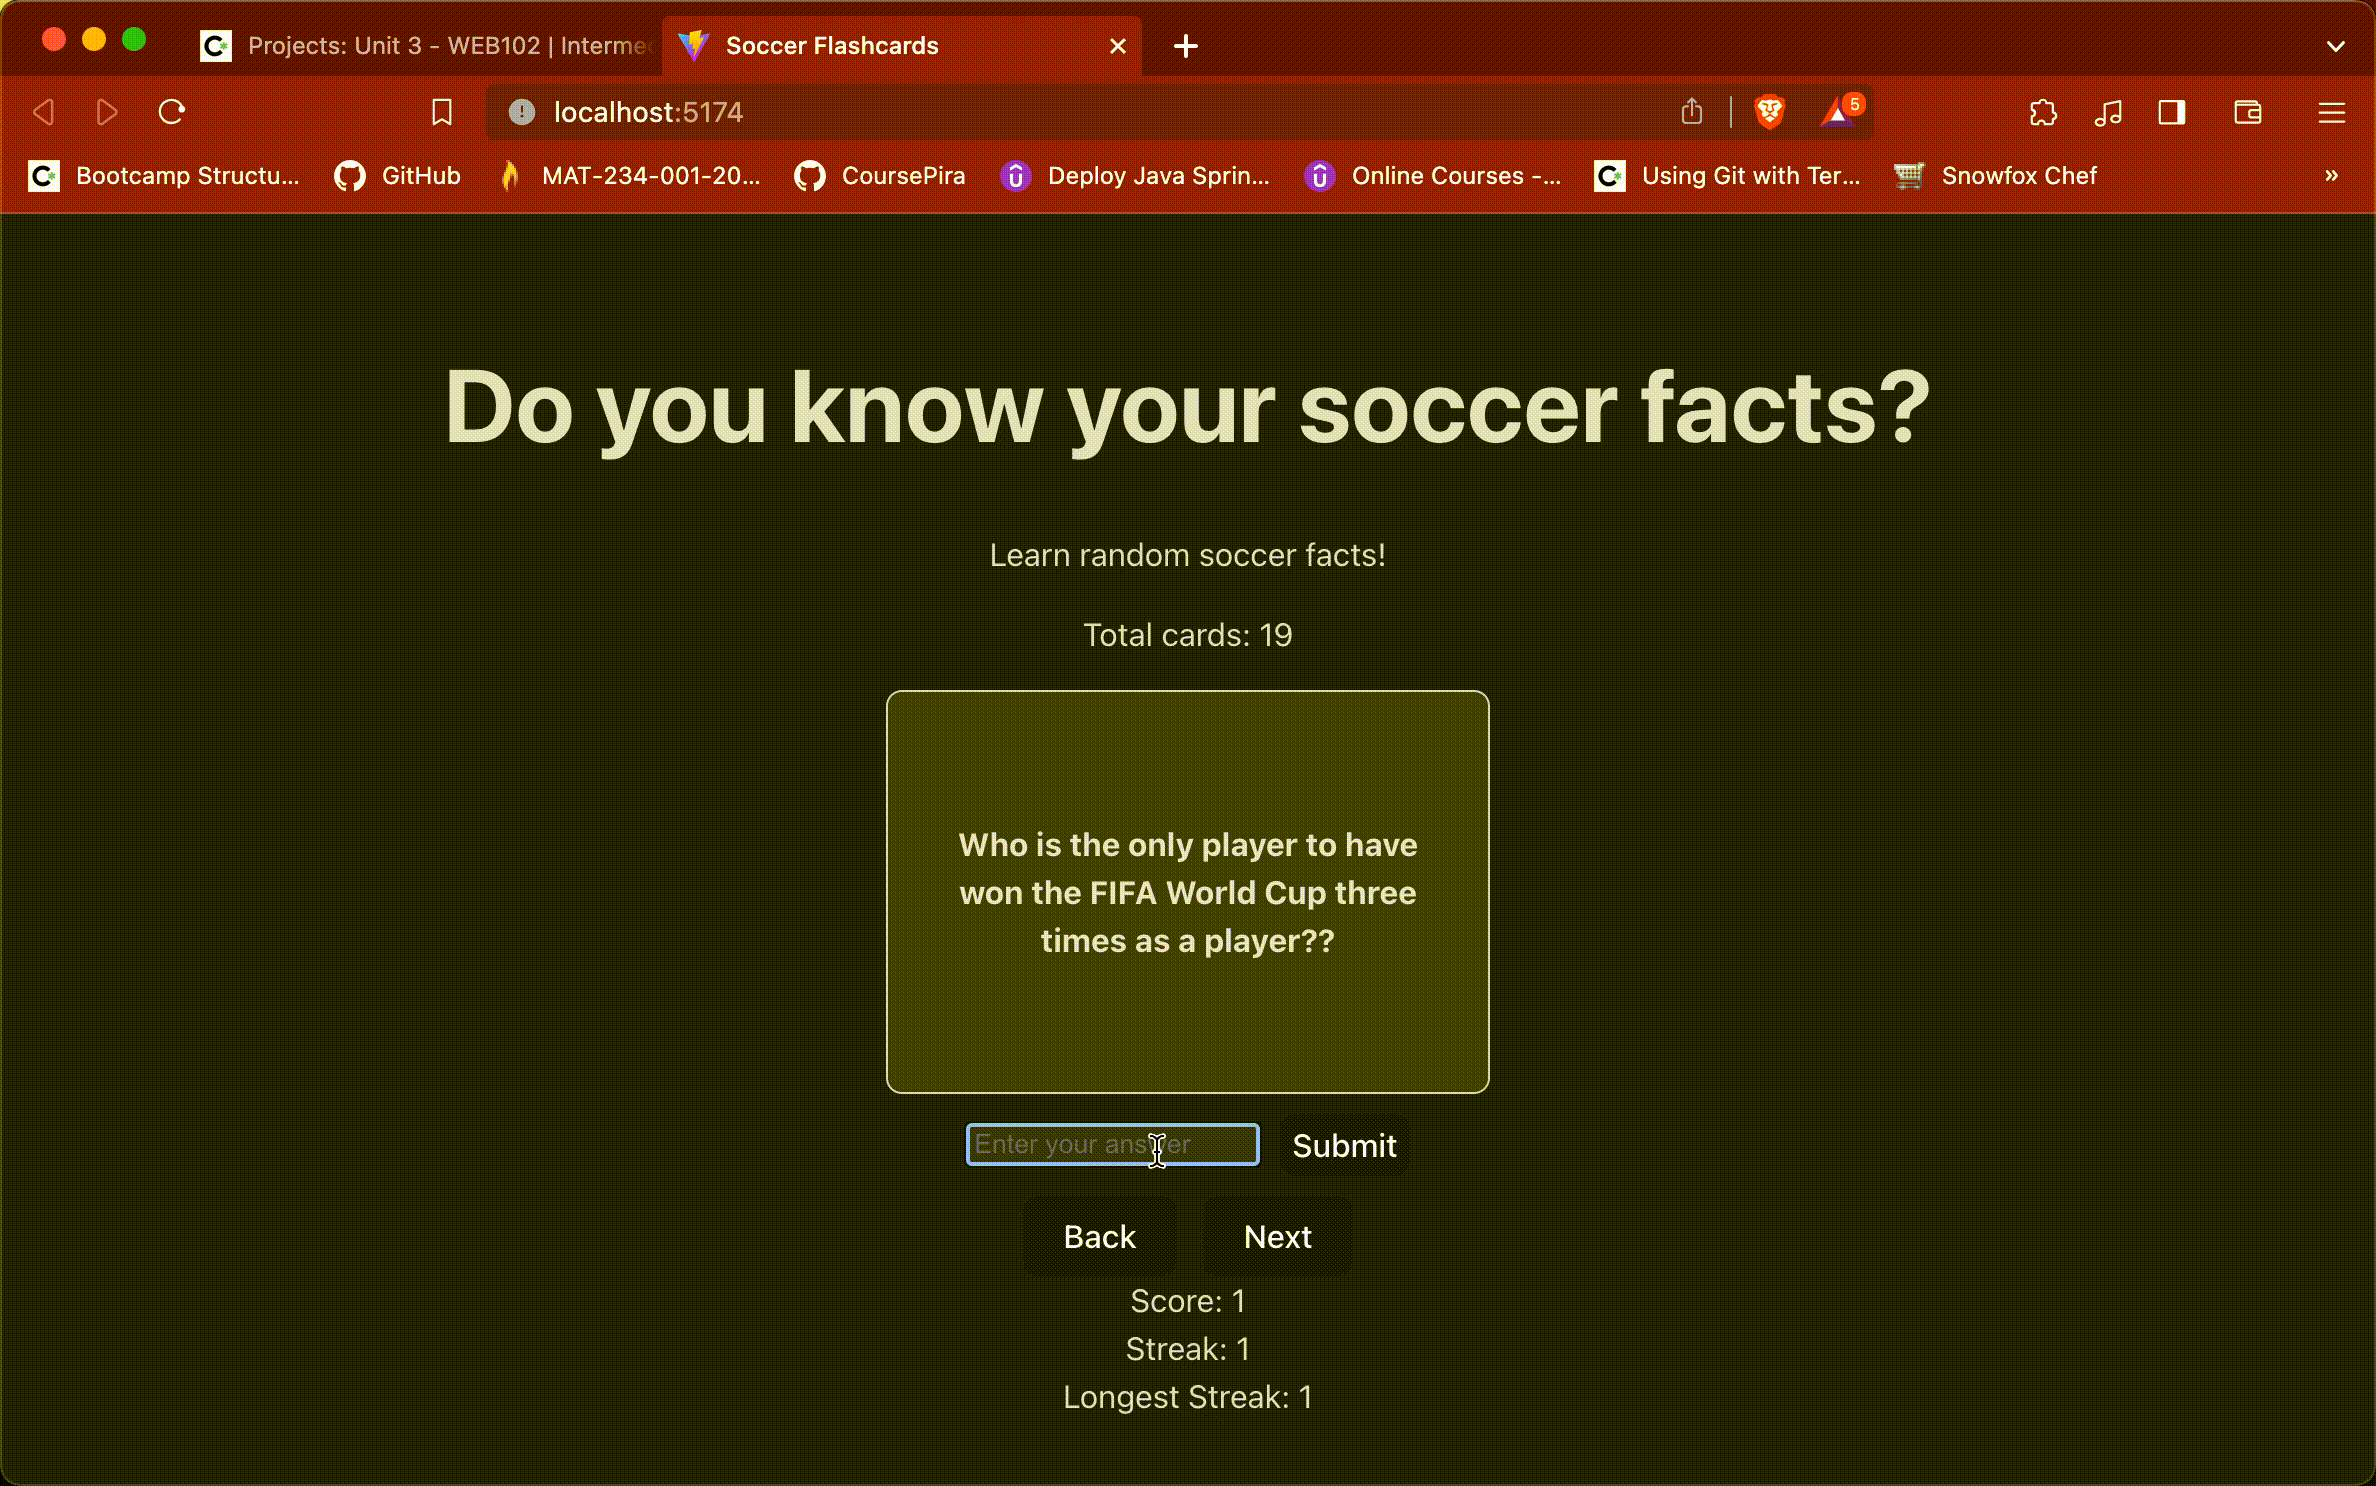 Projects: Unit 3 - WEB102 | Interme
Soccer Flashcards
localhost:5174
5
Bootcamp Structu...
GitHub
MAT-234-001-20...
CoursePira
Deploy Java Sprin...
Online Courses -...
Using Git with Ter...
Snowfox Chef
»
Do you know your soccer facts?
Learn random soccer facts!
Total cards: 19
Who is the only player to have
won the FIFA World Cup three
times as a player??
Enter your answer
Submit
Back
Next
Score: 1
Streak: 1
Longest Streak: 1